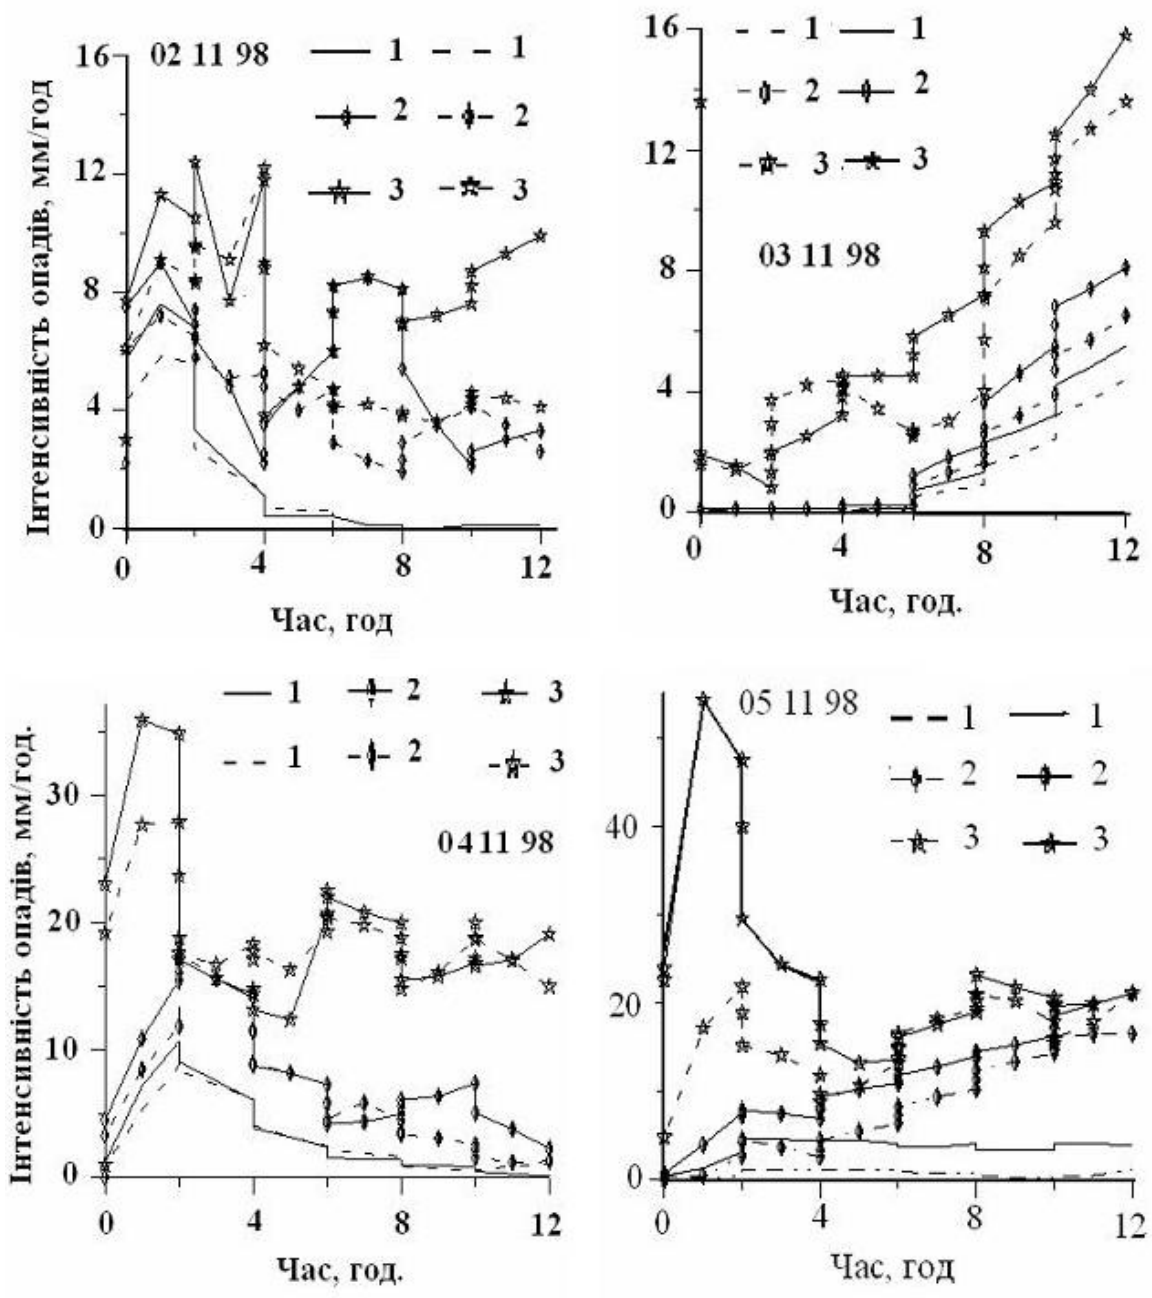 Інтенсивність опадів, мм/год
16
12
8
4
0
02 11 98
1 1
2 2
3 3
0 4 8 12
Час, год
16
12
8
4
0
1 1
2 2
3 3
03 11 98
0 4 8 12
Час, год.
Інтенсивність опадів, мм/год.
30
20
10
0
1 2 3
1 2 3
04 11 98
0 4 8 12
Час, год.
40
20
0
05 11 98
1 1
2 2
3 3
0 4 8 12
Час, год